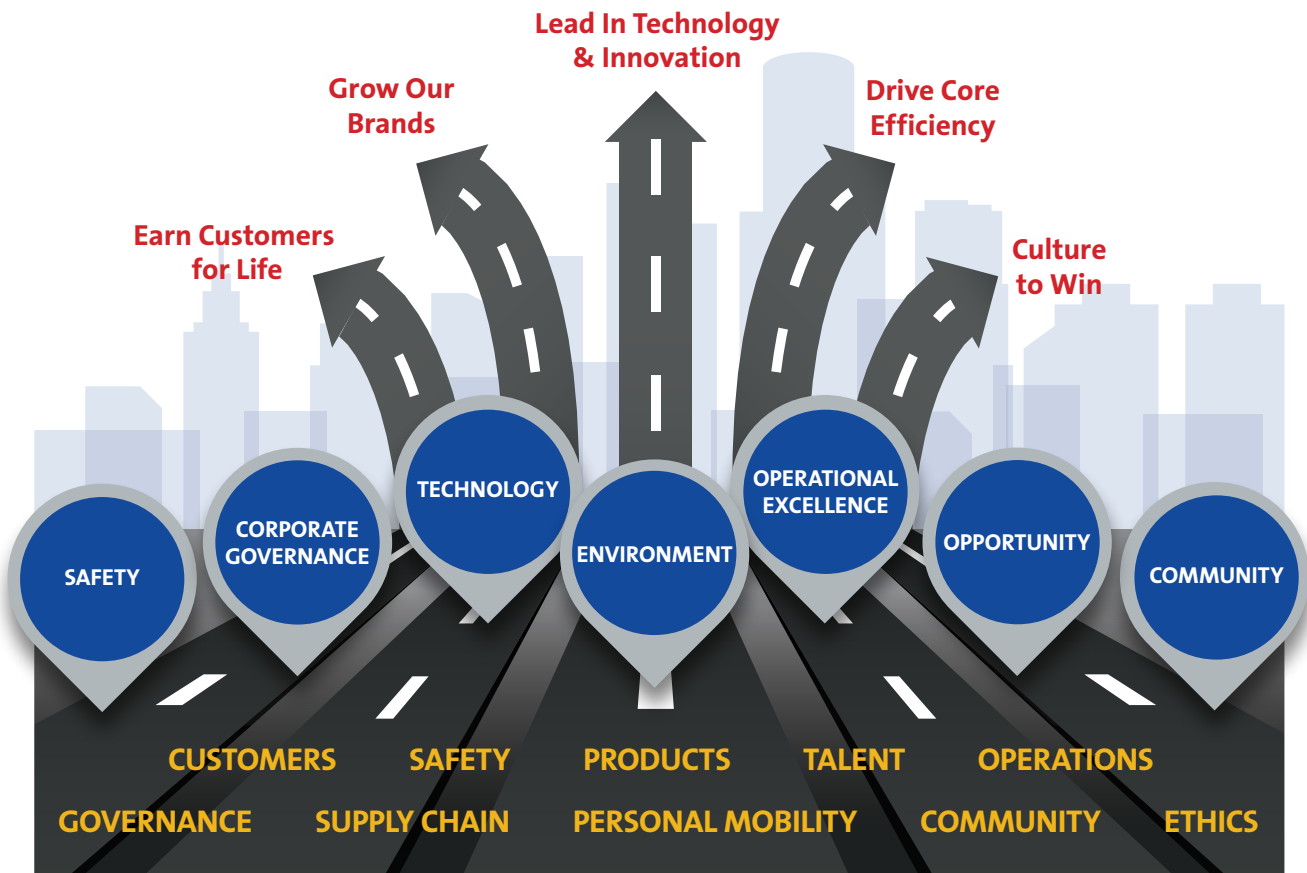 Lead In Technology
& Innovation
Grow Our
Brands
Drive Core
Efficiency
Earn Customers
for Life
Culture
to Win
SAFETY
CORPORATE
GOVERNANCE
TECHNOLOGY
ENVIRONMENT
OPERATIONAL
EXCELLENCE
OPPORTUNITY
COMMUNITY
CUSTOMERS SAFETY PRODUCTS TALENT OPERATIONS
GOVERNANCE SUPPLY CHAIN PERSONAL MOBILITY COMMUNITY ETHICS